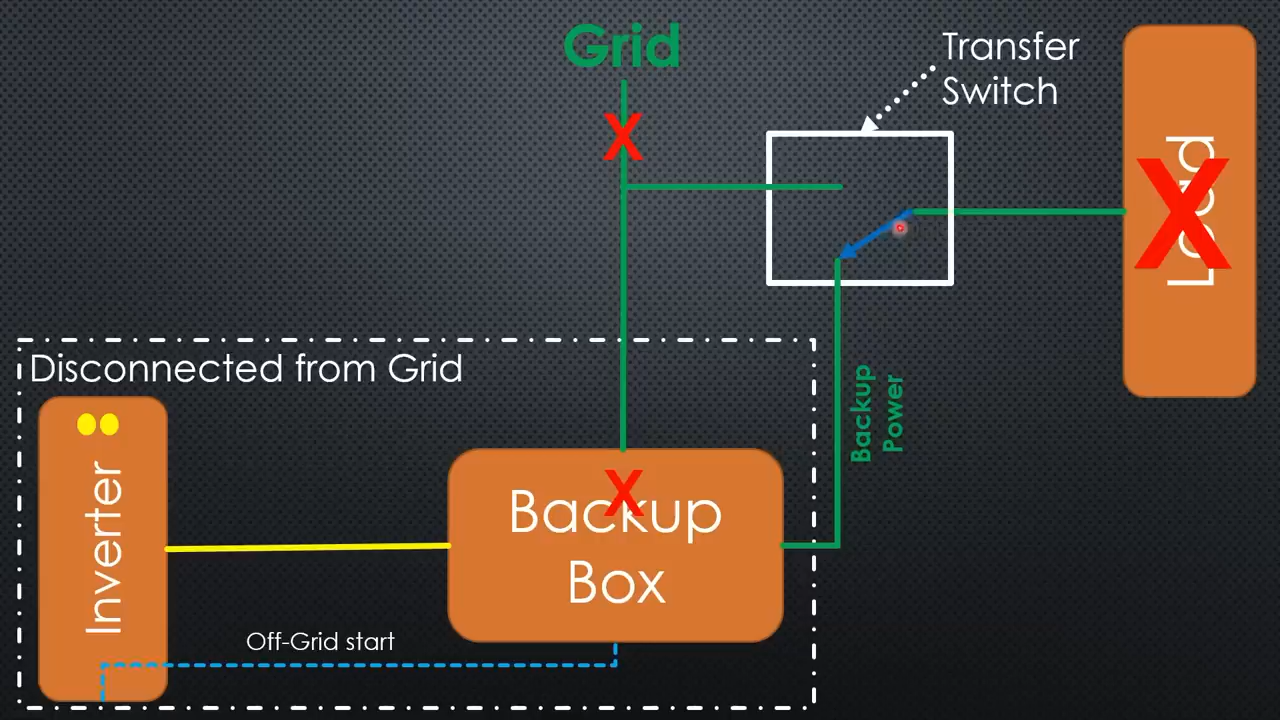 Grid
Transfer
Switch
Load
X
X
Disconnected from Grid
Backup
Power
Inverter
X
Backup
Box
Off-Grid start